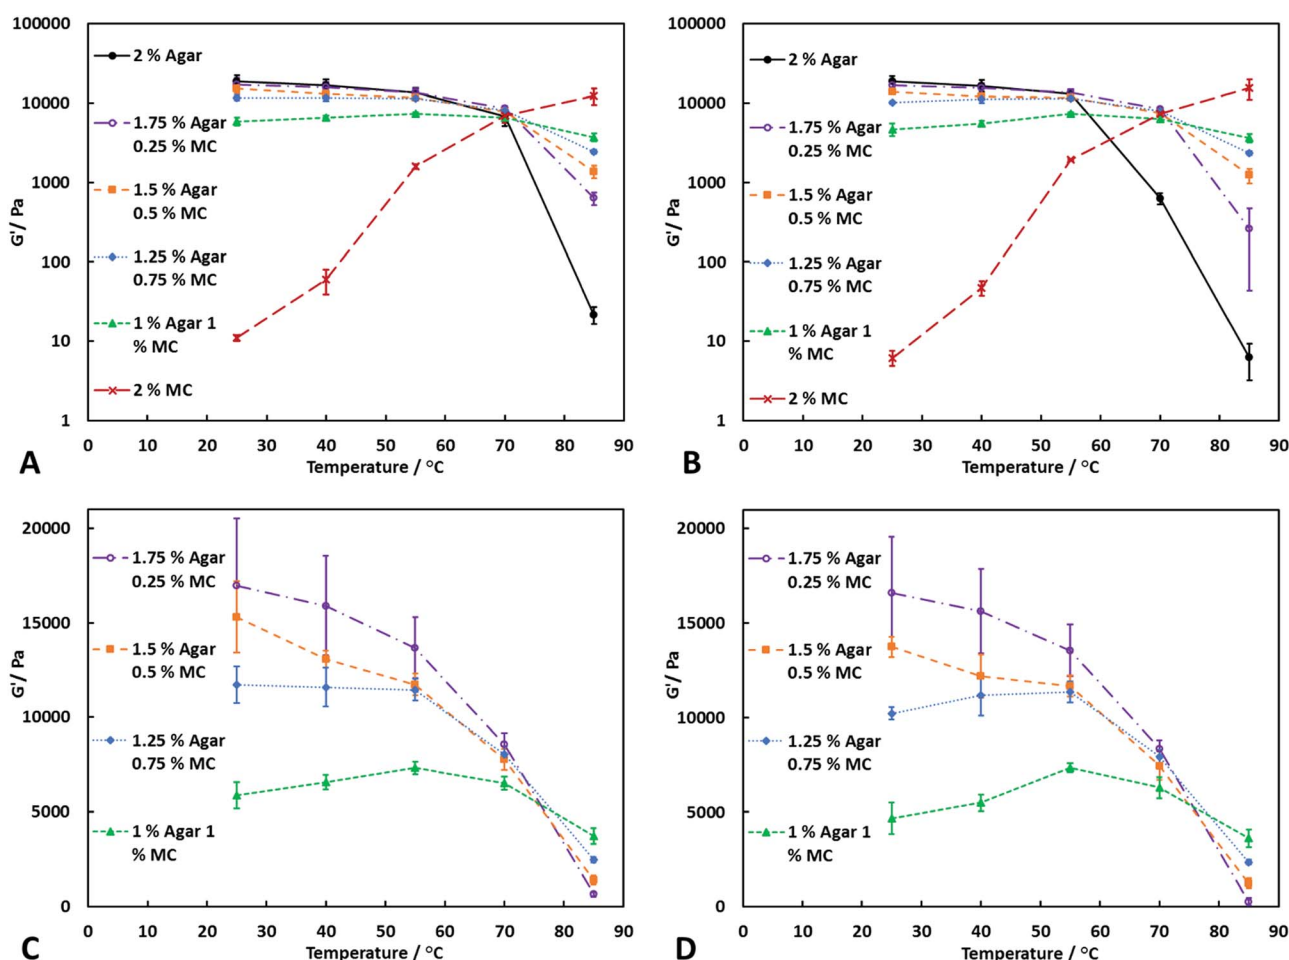 100000
10000
1000
100
10
1
G'/ Pa
2 % Agar
1.75 % Agar
0.25 % MC
1.5 % Agar
0.5 % MC
1.25 % Agar
0.75 % MC
1 % Agar 1
% MC
2 % MC
0 10 20 30 40 50 60 70 80 90
Temperature / °C
A
100000
10000
1000
100
10
1
G'/ Pa
2 % Agar
1.75 % Agar
0.25 % MC
1.5 % Agar
0.5 % MC
1.25 % Agar
0.75 % MC
1 % Agar 1
% MC
2 % MC
0 10 20 30 40 50 60 70 80 90
Temperature / °C
B
20000
15000
10000
5000
0
G'/ Pa
1.75 % Agar
0.25 % MC
1.5 % Agar
0.5 % MC
1.25 % Agar
0.75 % MC
1 % Agar 1
% MC
0 10 20 30 40 50 60 70 80 90
Temperature / °C
C
20000
15000
10000
5000
0
G'/ Pa
1.75 % Agar
0.25 % MC
1.5 % Agar
0.5 % MC
1.25 % Agar
0.75 % MC
1 % Agar 1
% MC
0 10 20 30 40 50 60 70 80 90
Temperature / °C
D